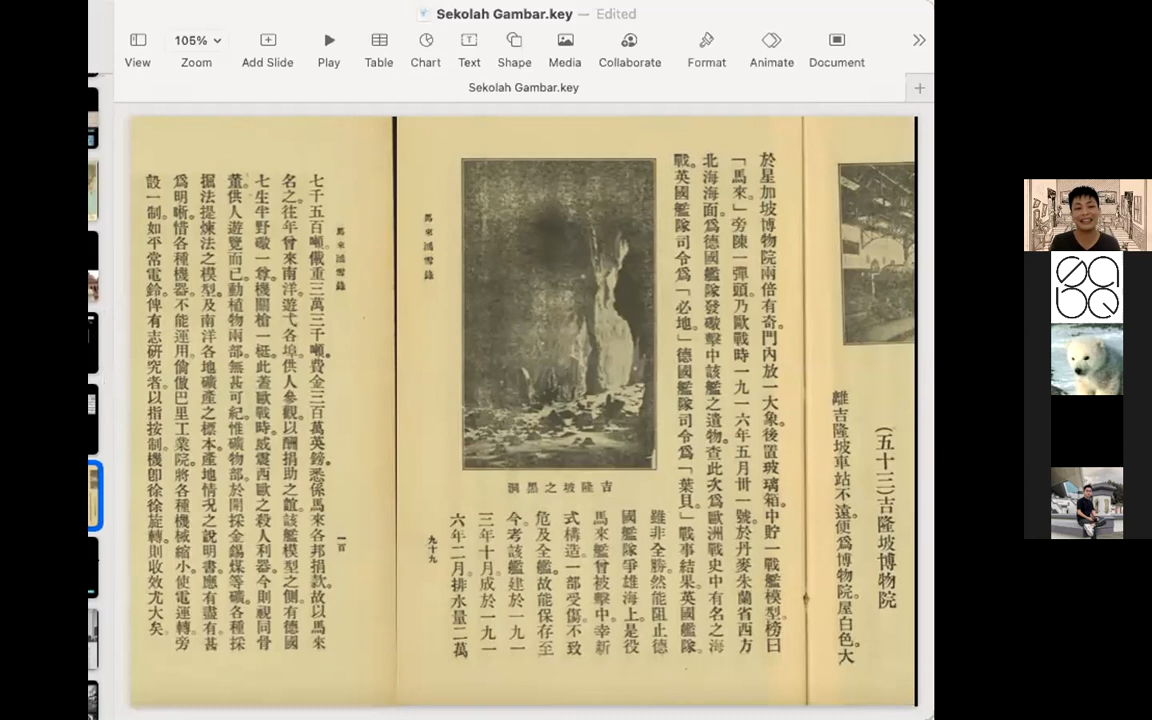 Sekolah Gambar.key — Edited
View
105%
Zoom
Add Slide
Play
Table
Chart
Text
Shape
Media
Collaborate
Format
Animate
Document
Sekolah Gambar.key
(五十三)吉隆坡博物院
離吉隆坡車站不遠。便爲博物院。屋白色。大
於星加坡博物院兩倍有奇。門內放一大象。後置玻璃箱。中貯一戰艦模型。榜曰
「馬來」旁陳一彈頭。乃歐戰時一九一六年五月卅一號。於丹麥朱蘭省西方
北海海面。爲德國艦隊發礮擊中該艦之遺物。查此次爲歐洲戰史中有名之海
戰。英國艦隊司令爲「必地」德國艦隊司令爲「葉貝」戰事結果。英國艦隊。
雖非全勝。然能阻止德
國艦隊爭雄海上。是役
馬來艦曾被擊中。幸新
式構造。一部受傷。不致
危及全艦。故能保存至
今。考該艦建於一九一
三年十月。成於一九一
六年二月。排水量二萬
吉隆坡之黑洞
馬來鴻雪錄
九十九
馬來鴻雪錄
一百
七千五百噸。儎重三萬三千噸。費金三百萬英鎊。悉係馬來各邦捐款。故以馬來
名之。往年曾來南洋。遊弋各埠。供人參觀。以酬捐助之誼。該艦模型之側。有德國
七生半野礮一尊。機關槍一梃。此蓋歐戰時。威震西歐之殺人利器。今則視同骨
董。供人遊覽而已。動植物兩部。無甚可紀。惟礦物部。於開採金錫煤等礦。各種採
掘法提煉法之模型。及南洋各地礦產之標本。產地情況之說明書。應有盡有。甚
爲明晰。惜各種機器。不能運用。倘倣巴里工業院。將各種機械縮小。使電運轉。旁
設一制。如平常電鈴。俾有志研究者。以指按制。機卽徐徐旋轉。則收效尤大矣。